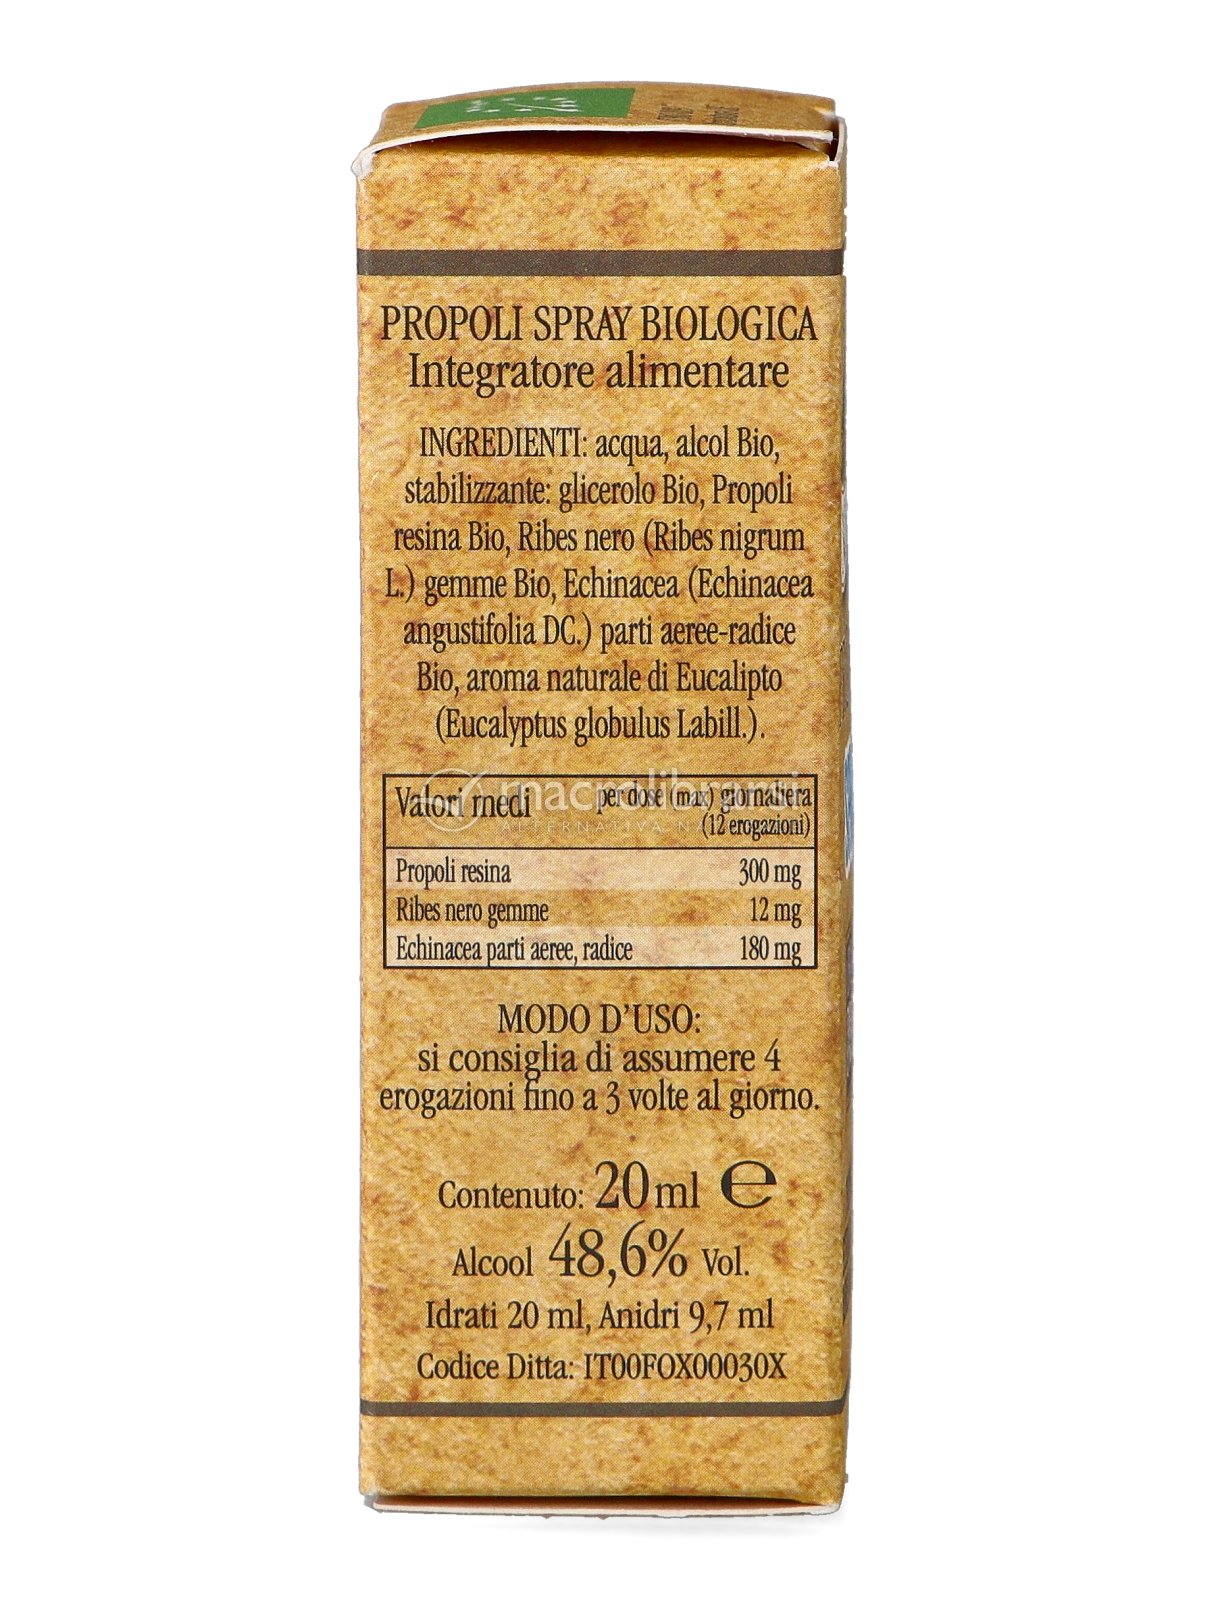 PROPOLI SPRAY BIOLOGICA
Integratore alimentare
INGREDIENTI: acqua, alcol Bio,
stabilizzante: glicerolo Bio, Propoli
resina Bio, Ribes nero (Ribes nigrum
L.) gemme Bio, Echinacea (Echinacea
angustifolia DC.) parti aeree-radice
Bio, aroma naturale di Eucalipto
(Eucalyptus globulus Labill.).
macrolibrarsi
Valori medi per dose (max) giornaliera
(12 erogazioni)
Propoli resina 300 mg
Ribes nero gemme 12 mg
Echinacea parti aeree, radice 180 mg
MODO D'USO:
si consiglia di assumere 4
erogazioni fino a 3 volte al giorno.
Contenuto: 20 ml ℮
Alcool 48,6% Vol.
Idrati 20 ml, Anidri 9,7 ml
Codice Ditta: IT00FOX00030X